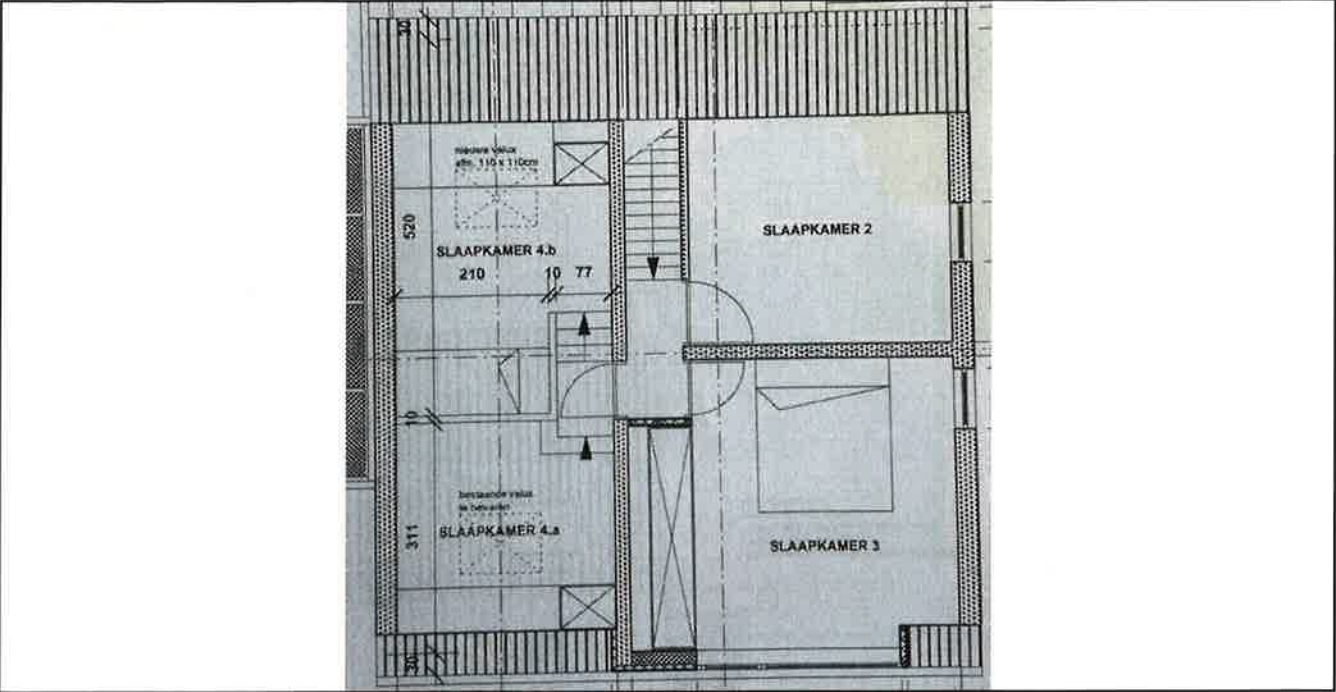 30
nieuwe velux
afm. 110 x 110cm
520
SLAAPKAMER 4.b
210
10
77
SLAAPKAMER 2
10
bestaande velux
te behouden
311
SLAAPKAMER 4.a
SLAAPKAMER 3
30